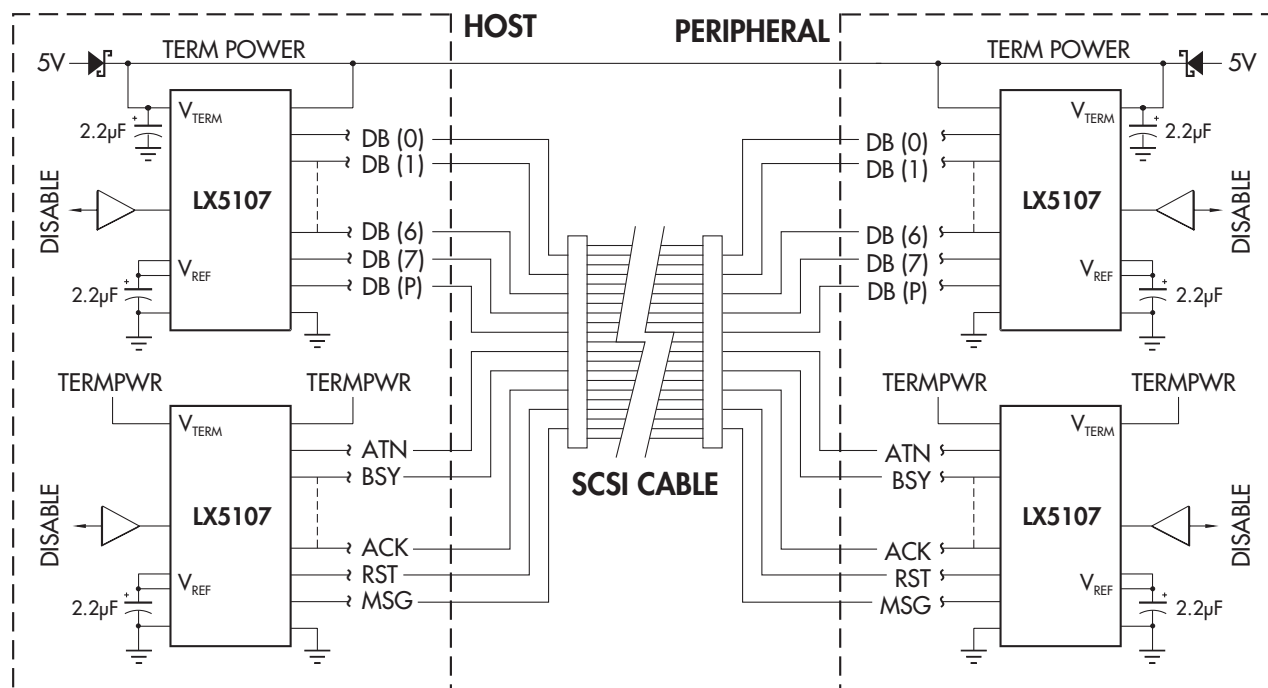 HOST
PERIPHERAL
5V
TERM POWER
TERM POWER
5V
VTERM
2.2µF
DB (0)
DB (1)
LX5107
DISABLE
DB (6)
DB (7)
DB (P)
VREF
2.2µF
DB (0)
DB (1)
DB (6)
DB (7)
DB (P)
VTERM
2.2µF
LX5107
DISABLE
VREF
2.2µF
TERMPWR
TERMPWR
VTERM
ATN
BSY
LX5107
DISABLE
ACK
RST
MSG
VREF
2.2µF
SCSI CABLE
TERMPWR
TERMPWR
VTERM
ATN
BSY
LX5107
DISABLE
ACK
RST
MSG
VREF
2.2µF